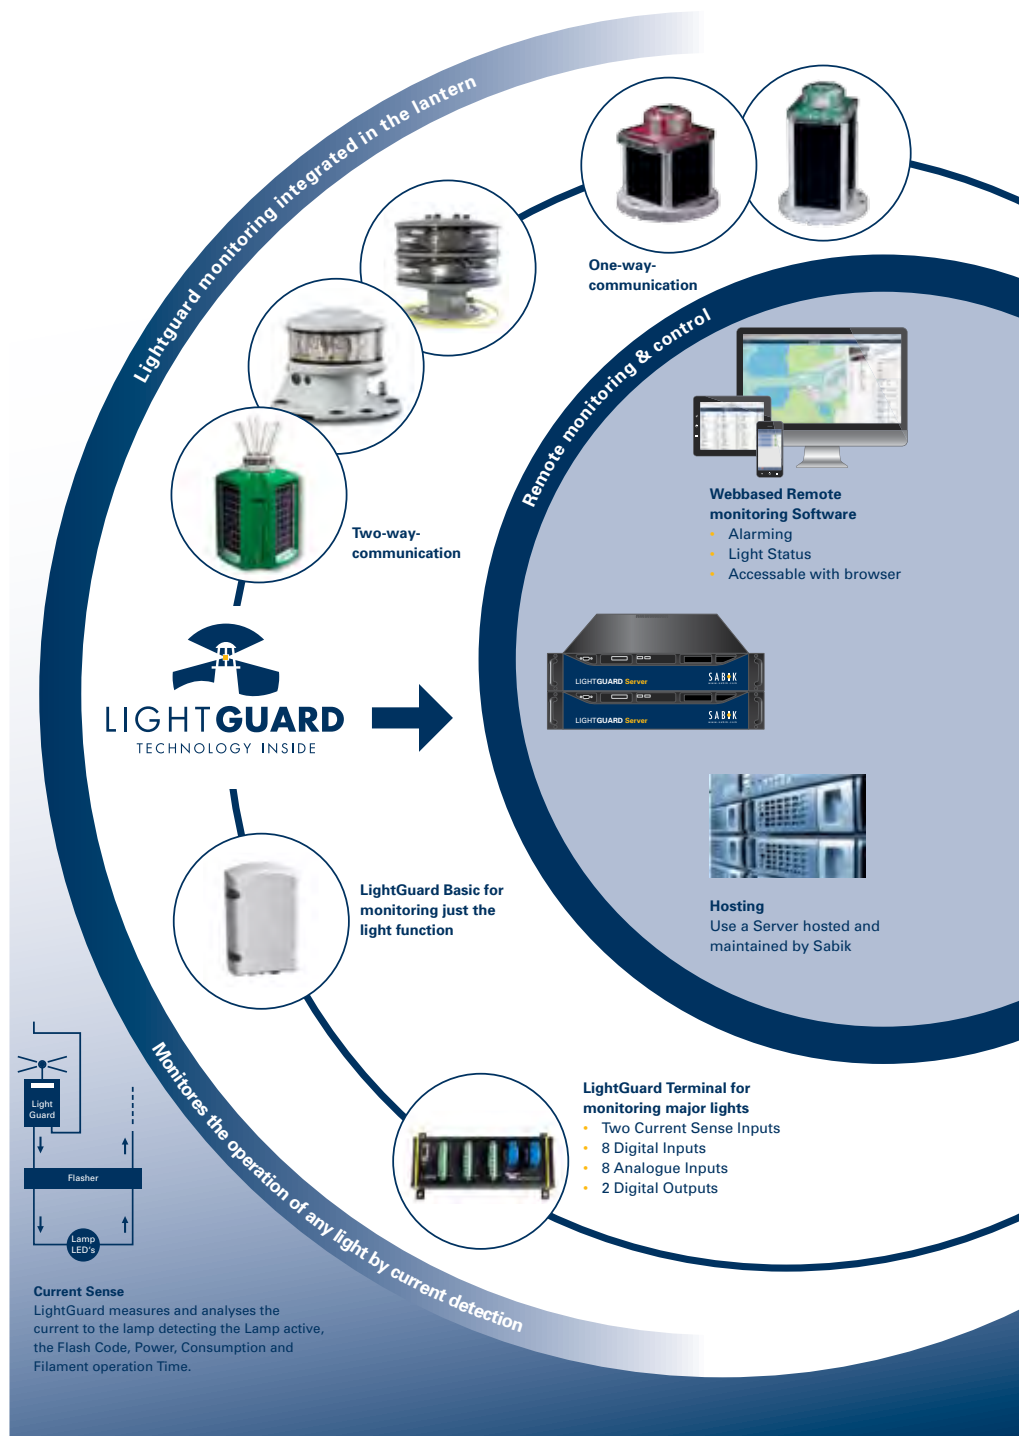 Lightguard monitoring integrated in the lantern
One-way-
communication
Remote monitoring & control
Two-way-
communication
Webbased Remote
monitoring Software
• Alarming
• Light Status
• Accessable with browser
LIGHTGUARD
TECHNOLOGY INSIDE
LIGHTGUARD Server
SABIK
LIGHTGUARD Server
SABIK
LightGuard Basic for
monitoring just the
light function
Hosting
Use a Server hosted and
maintained by Sabik
Monitores the operation of any light by current detection
LightGuard Terminal for
monitoring major lights
• Two Current Sense Inputs
• 8 Digital Inputs
• 8 Analogue Inputs
• 2 Digital Outputs
Light
Guard
Flasher
Lamp
LED's
Current Sense
LightGuard measures and analyses the
current to the lamp detecting the Lamp active,
the Flash Code, Power, Consumption and
Filament operation Time.